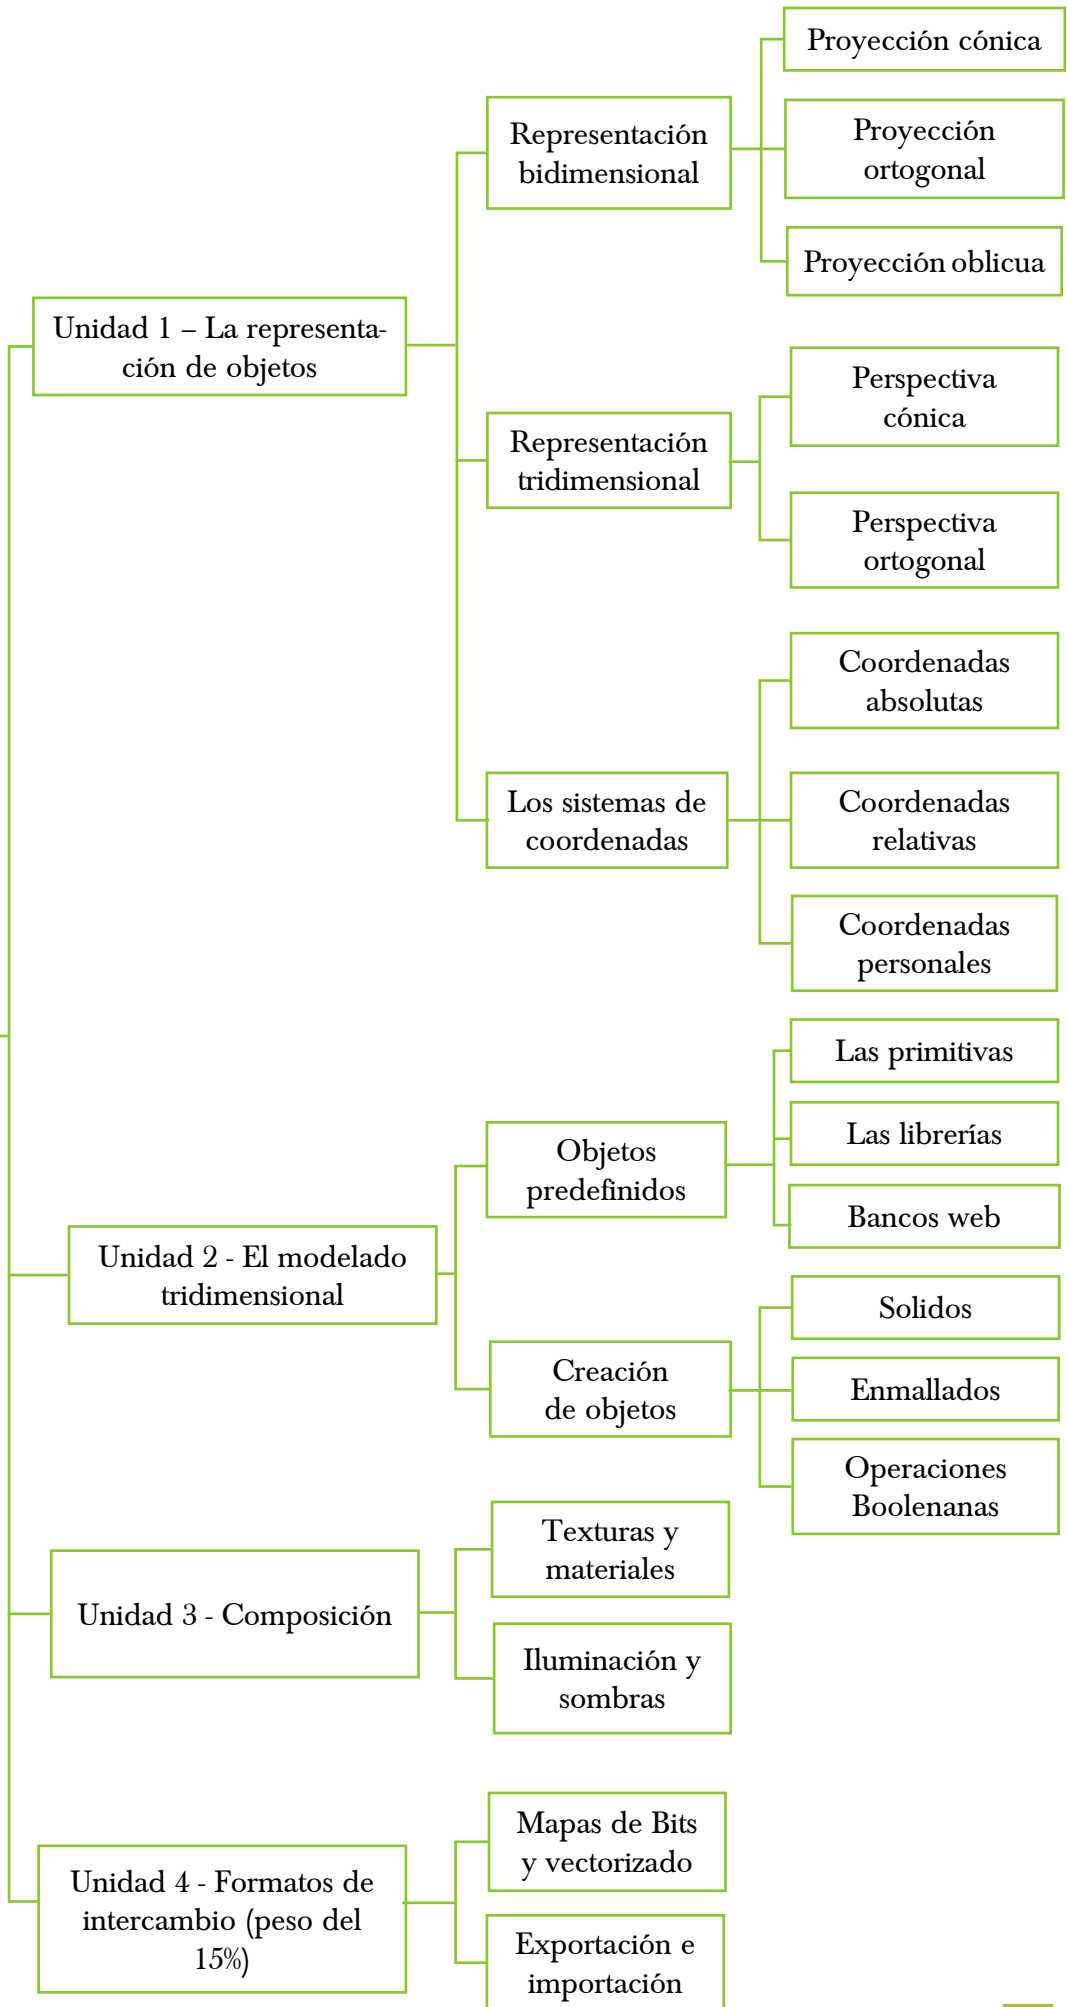 Unidad 1 – La representa-
ción de objetos
Representación
bidimensional
Proyección cónica
Proyección
ortogonal
Proyección oblicua
Representación
tridimensional
Perspectiva
cónica
Perspectiva
ortogonal
Los sistemas de
coordenadas
Coordenadas
absolutas
Coordenadas
relativas
Coordenadas
personales
Unidad 2 - El modelado
tridimensional
Objetos
predefinidos
Las primitivas
Las librerías
Bancos web
Creación
de objetos
Solidos
Enmallados
Operaciones
Boolenanas
Unidad 3 - Composición
Texturas y
materiales
Iluminación y
sombras
Unidad 4 - Formatos de
intercambio (peso del
15%)
Mapas de Bits
y vectorizado
Exportación e
importación